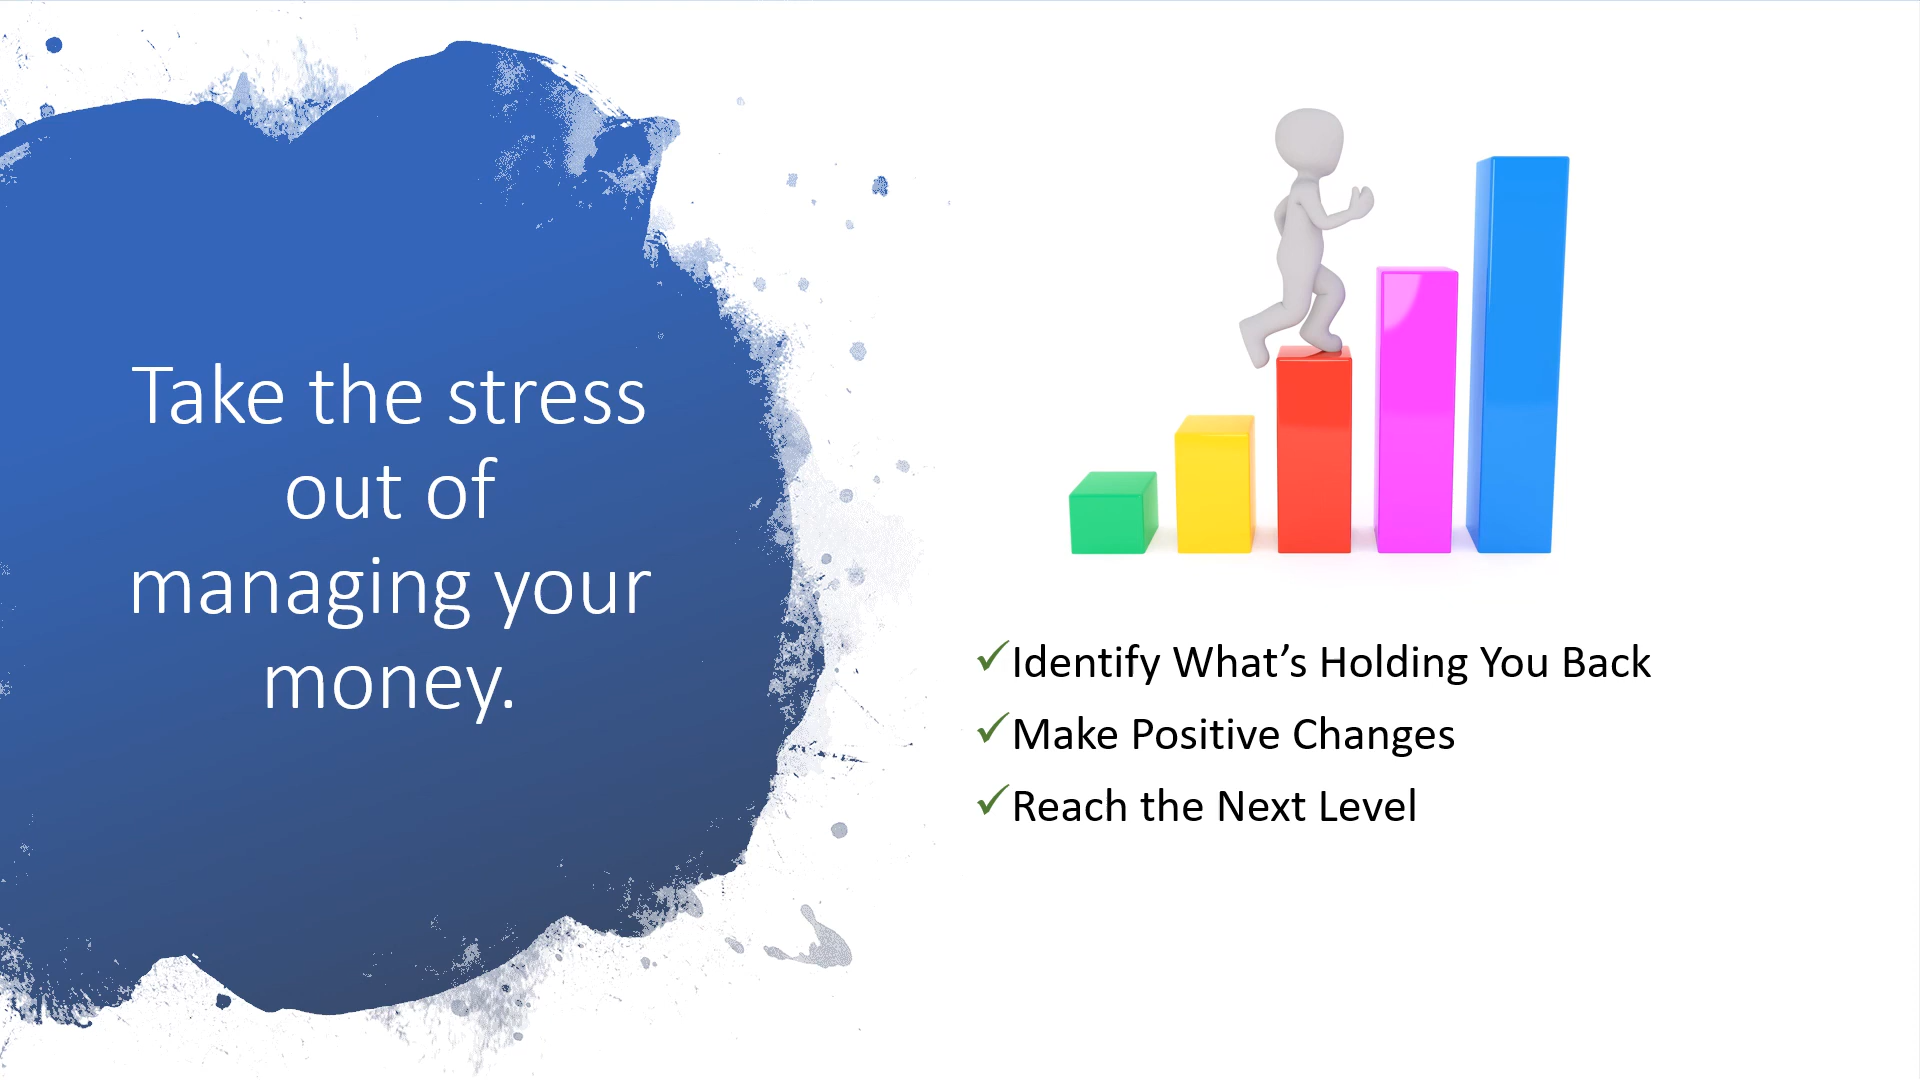 Take the stress
out of
managing your
money.
✓Identify What’s Holding You Back
✓Make Positive Changes
✓Reach the Next Level